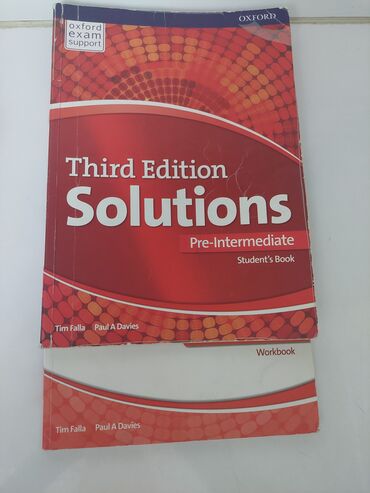 oxford
exam
support
OXFORD
Third Edition
Solutions
Pre-Intermediate
Student's Book
Tim Falla Paul A Davies
Workbook
Tim Falla Paul A Davies